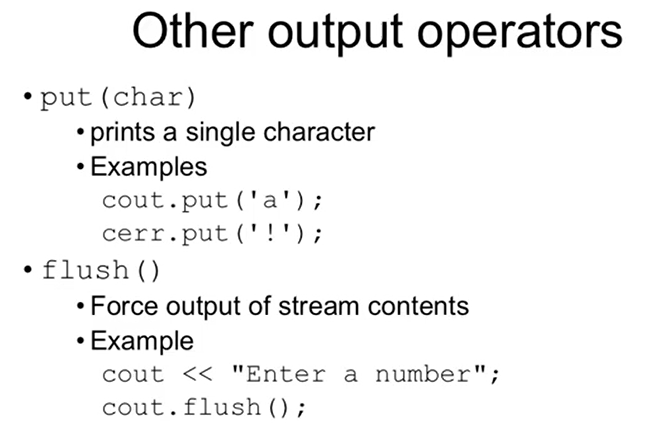 Other output operators
• put(char)
• prints a single character
• Examples
cout.put('a');
cerr.put('!');
• flush()
• Force output of stream contents
• Example
cout << "Enter a number";
cout.flush();